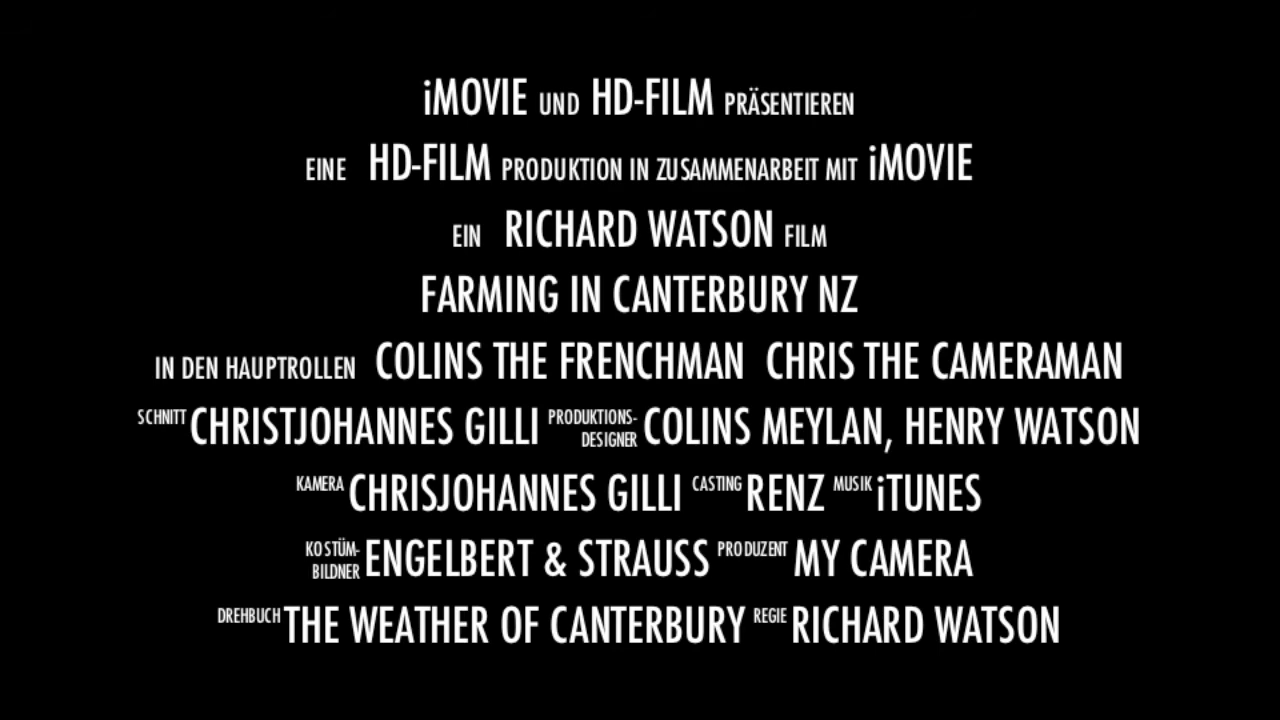 iMOVIE UND HD-FILM PRÄSENTIEREN
EINE HD-FILM PRODUKTION IN ZUSAMMENARBEIT MIT iMOVIE
EIN RICHARD WATSON FILM
FARMING IN CANTERBURY NZ
IN DEN HAUPTROLLEN COLINS THE FRENCHMAN CHRIS THE CAMERAMAN
SCHNITT CHRISTJOHANNES GILLI PRODUKTIONS-DESIGNER COLINS MEYLAN, HENRY WATSON
KAMERA CHRISJOHANNES GILLI CASTING RENZ MUSIK iTUNES
KOSTÜM-BILDNER ENGELBERT & STRAUSS PRODUZENT MY CAMERA
DREHBUCH THE WEATHER OF CANTERBURY REGIE RICHARD WATSON